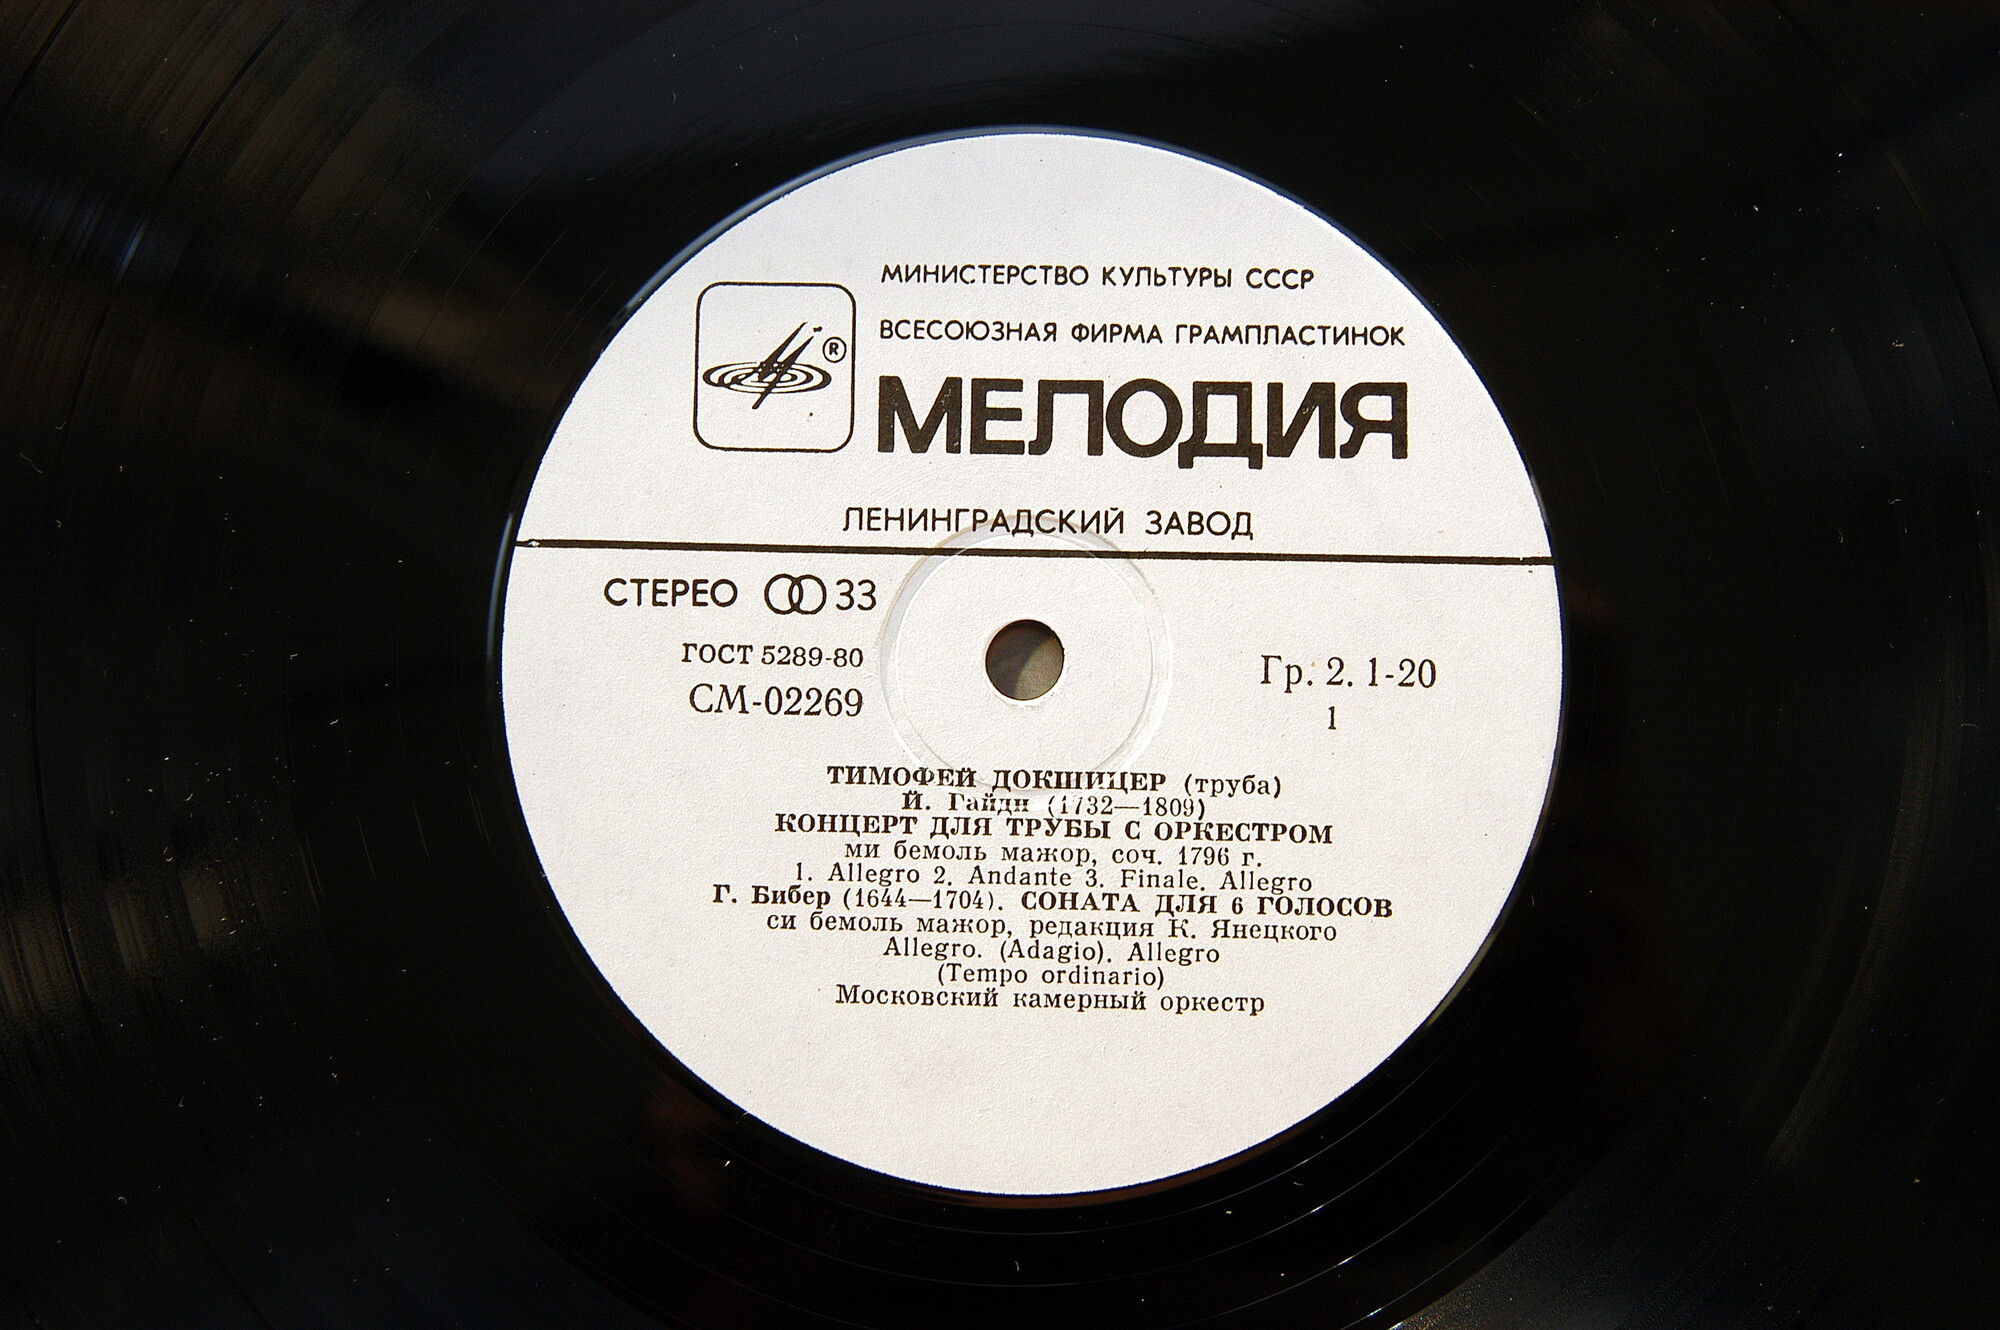 МИНИСТЕРСТВО КУЛЬТУРЫ СССР
ВСЕСОЮЗНАЯ ФИРМА ГРАМПЛАСТИНОК
®
МЕЛОДИЯ
ЛЕНИНГРАДСКИЙ ЗАВОД
СТЕРЕО 33
ГОСТ 5289-80
СМ-02269
Гр. 2. 1-20
1
ТИМОФЕЙ ДОКШИЦЕР (труба)
Й. Гайдн (1732—1809)
КОНЦЕРТ ДЛЯ ТРУБЫ С ОРКЕСТРОМ
ми бемоль мажор, соч. 1796 г.
1. Allegro 2. Andante 3. Finale. Allegro
Г. Бибер (1644—1704). СОНАТА ДЛЯ 6 ГОЛОСОВ
си бемоль мажор, редакция К. Янецкого
Allegro. (Adagio). Allegro
(Tempo ordinario)
Московский камерный оркестр